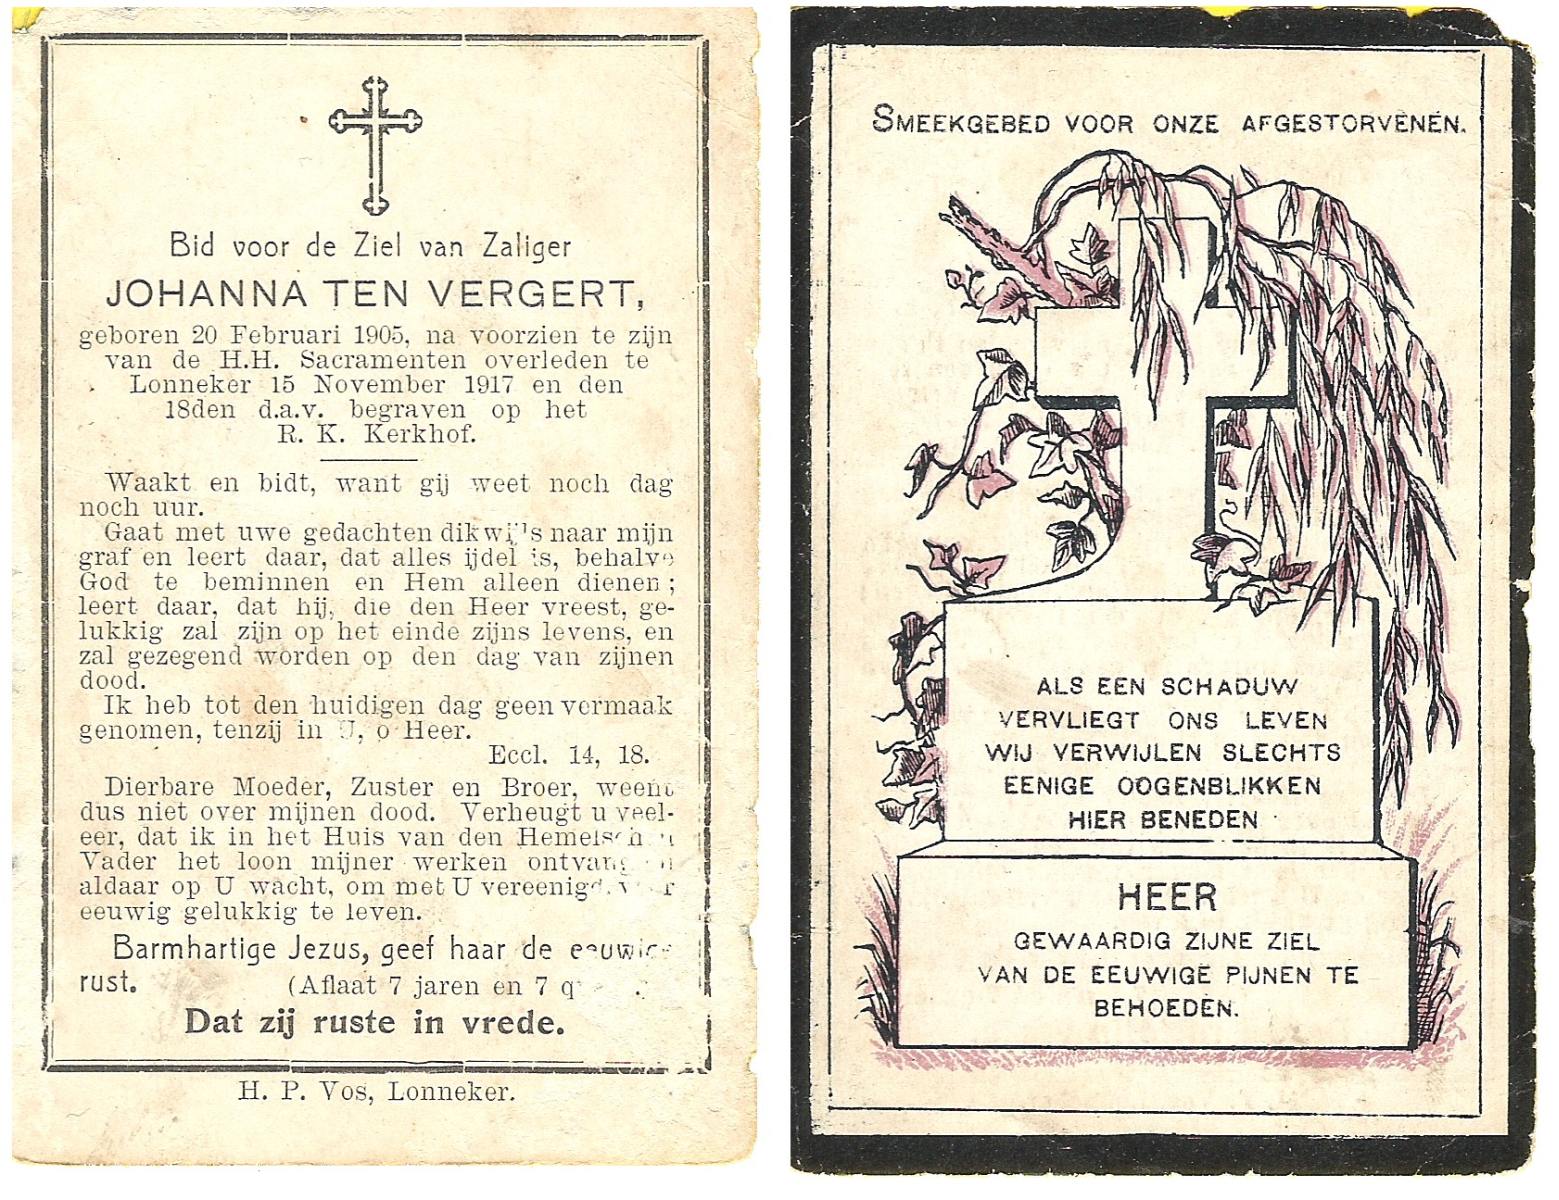 Bid voor de Ziel van Zaliger
JOHANNA TEN VERGERT,
geboren 20 Februari 1905, na voorzien te zijn
van de H.H. Sacramenten overleden te
Lonneker 15 November 1917 en den
18den d.a.v. begraven op het
R. K. Kerkhof.
Waakt en bidt, want gij weet noch dag
noch uur.
Gaat met uwe gedachten dikwijls naar mijn
graf en leert daar, dat alles ijdel is, behalve
God te beminnen en Hem alleen dienen;
leert daar, dat hij, die den Heer vreest, ge-
lukkig zal zijn op het einde zijns levens, en
zal gezegend worden op den dag van zijnen
dood.
Ik heb tot den huidigen dag geen vermaak
genomen, tenzij in U, o Heer.
Eccl. 14, 18.
Dierbare Moeder, Zuster en Broer, weent
dus niet over mijnen dood. Verheugt u veel-
eer, dat ik in het Huis van den Hemelschen
Vader het loon mijner werken ontvang en
aldaar op U wacht, om met U vereenigd voor
eeuwig gelukkig te leven.
Barmhartige Jezus, geef haar de eeuwige
rust. (Aflaat 7 jaren en 7
Dat zij ruste in vrede.
H. P. Vos, Lonneker.
SMEEKGEBED VOOR ONZE AFGESTORVENEN.
ALS EEN SCHADUW
VERVLIEGT ONS LEVEN
WIJ VERWIJLEN SLECHTS
EENIGE OOGENBLIKKEN
HIER BENEDEN
HEER
GEWAARDIG ZIJNE ZIEL
VAN DE EEUWIGE PIJNEN TE
BEHOEDEN.